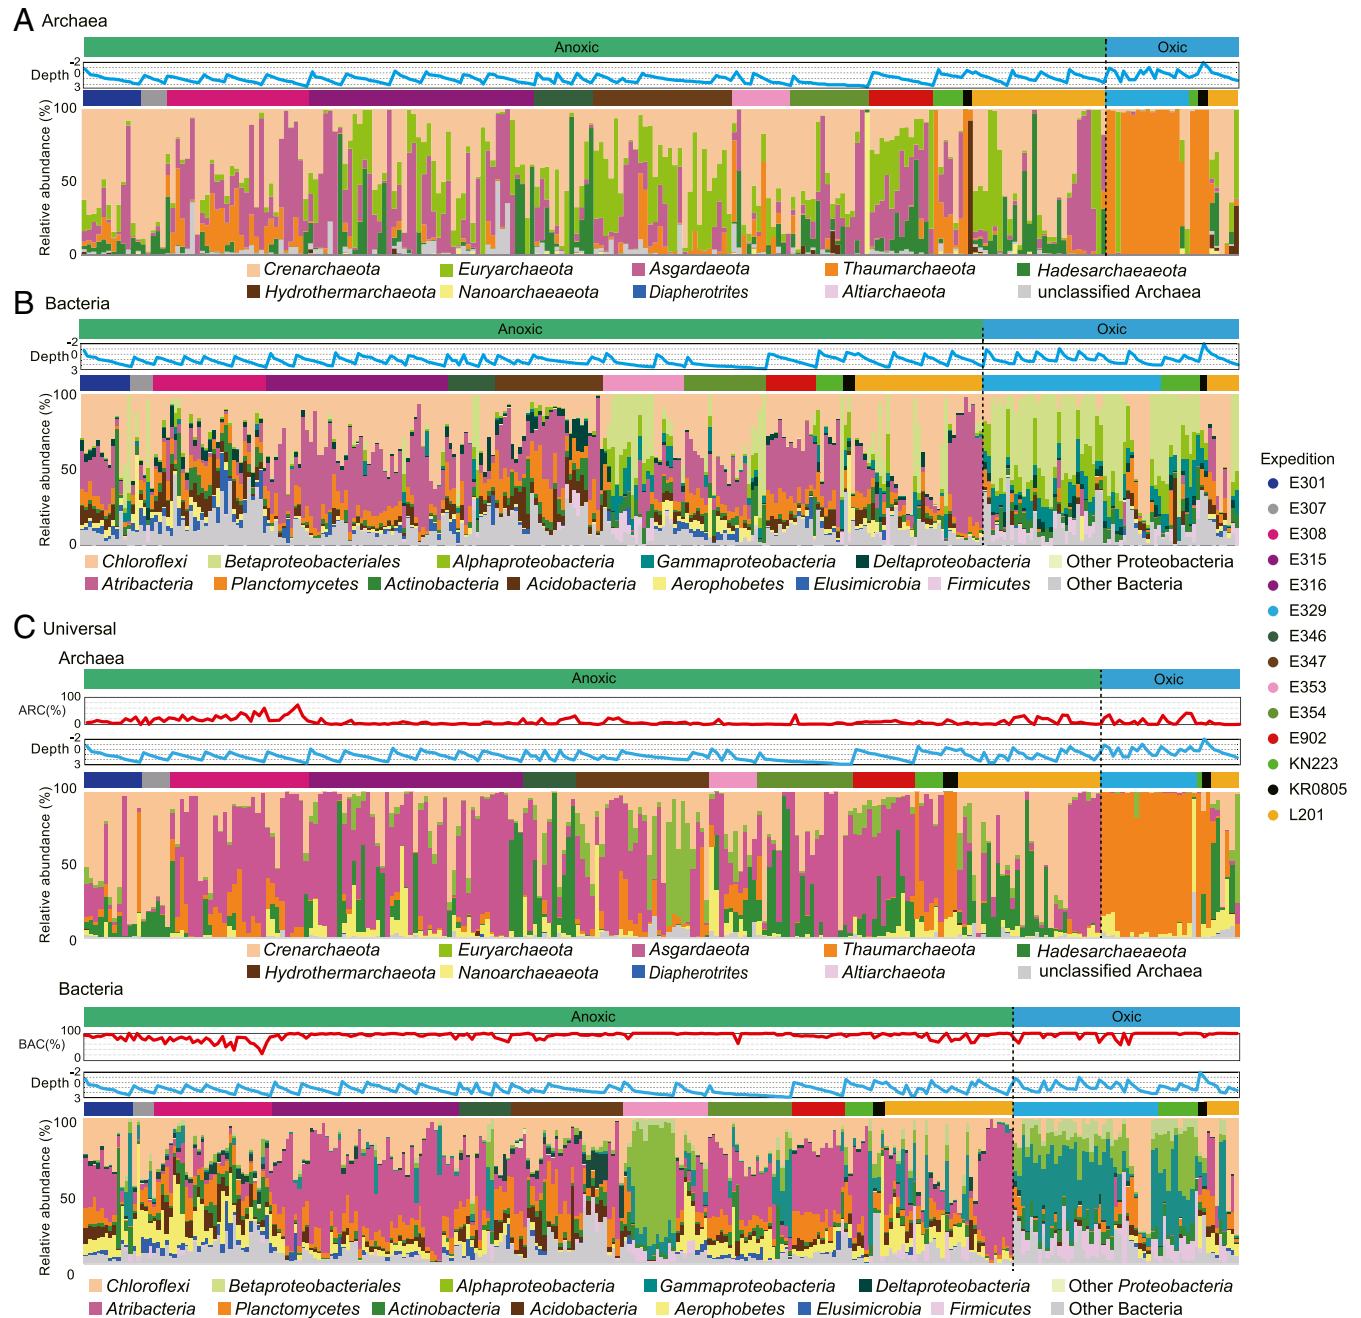 A Archaea
Anoxic Oxic
-2
Depth 0
3
Relative abundance (%)
100
50
0
Crenarchaeota Euryarchaeota Asgardaeota Thaumarchaeota Hadesarchaeaeota
Hydrothermarchaeota Nanoarchaeaeota Diapherotrites Altiarchaeota unclassified Archaea
B Bacteria
Anoxic Oxic
-2
Depth 0
3
Relative abundance (%)
100
50
0
Chloroflexi Betaproteobacteriales Alphaproteobacteria Gammaproteobacteria Deltaproteobacteria Other Proteobacteria
Atribacteria Planctomycetes Actinobacteria Acidobacteria Aerophobetes Elusimicrobia Firmicutes Other Bacteria
Expedition
E301
E307
E308
E315
E316
E329
E346
E347
E353
E354
E902
KN223
KR0805
L201
C Universal
Archaea
Anoxic Oxic
100
ARC(%)
0
-2
Depth 0
3
Relative abundance (%)
100
50
0
Crenarchaeota Euryarchaeota Asgardaeota Thaumarchaeota Hadesarchaeaeota
Hydrothermarchaeota Nanoarchaeaeota Diapherotrites Altiarchaeota unclassified Archaea
Bacteria
Anoxic Oxic
100
BAC(%)
0
-2
Depth 0
3
Relative abundance (%)
100
50
0
Chloroflexi Betaproteobacteriales Alphaproteobacteria Gammaproteobacteria Deltaproteobacteria Other Proteobacteria
Atribacteria Planctomycetes Actinobacteria Acidobacteria Aerophobetes Elusimicrobia Firmicutes Other Bacteria